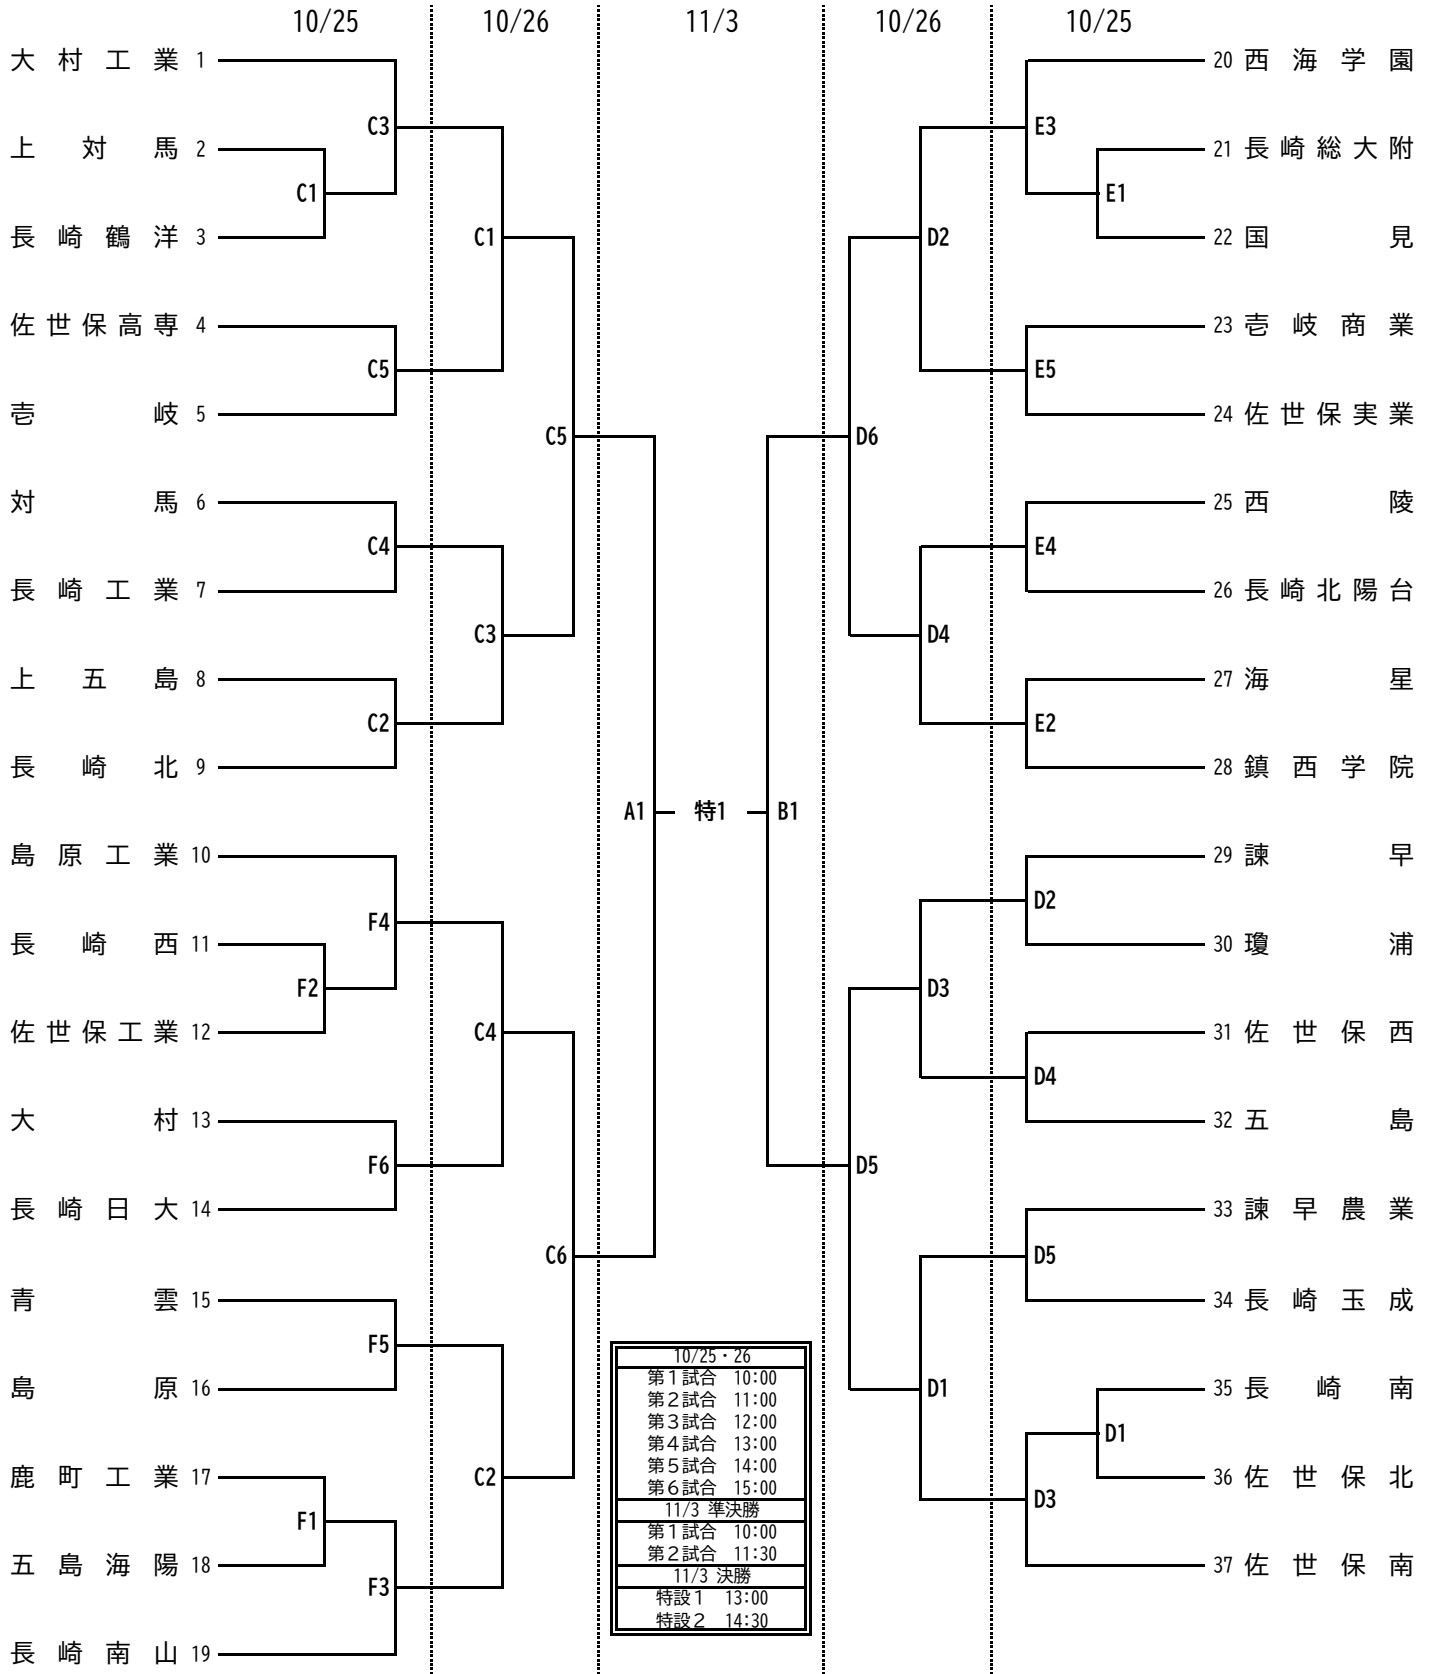 10/25 10/26 11/3 10/26 10/25
大村工業 1
C3
上対馬 2
C1
長崎鶴洋 3
C1
佐世保高専 4
C5
壱岐 5
C5
対馬 6
C4
長崎工業 7
C3
上五島 8
C2
長崎北 9
A1 特1 B1
島原工業 10
F4
長崎西 11
F2
佐世保工業 12
C4
大村 13
F6
長崎日大 14
C6
青雲 15
F5
島原 16
鹿町工業 17
C2
F1
五島海陽 18
F3
長崎南山 19
20 西海学園
E3
21 長崎総大附
E1
22 国見
D2
23 壱岐商業
E5
24 佐世保実業
D6
25 西陵
E4
26 長崎北陽台
D4
27 海星
E2
28 鎮西学院
29 諫早
D2
30 瓊浦
D3
31 佐世保西
D4
32 五島
D5
33 諫早農業
D5
34 長崎玉成
35 長崎南
D1
D1
36 佐世保北
D3
37 佐世保南
10/25・26
第1試合 10:00
第2試合 11:00
第3試合 12:00
第4試合 13:00
第5試合 14:00
第6試合 15:00
11/3 準決勝
第1試合 10:00
第2試合 11:30
11/3 決勝
特設1 13:00
特設2 14:30